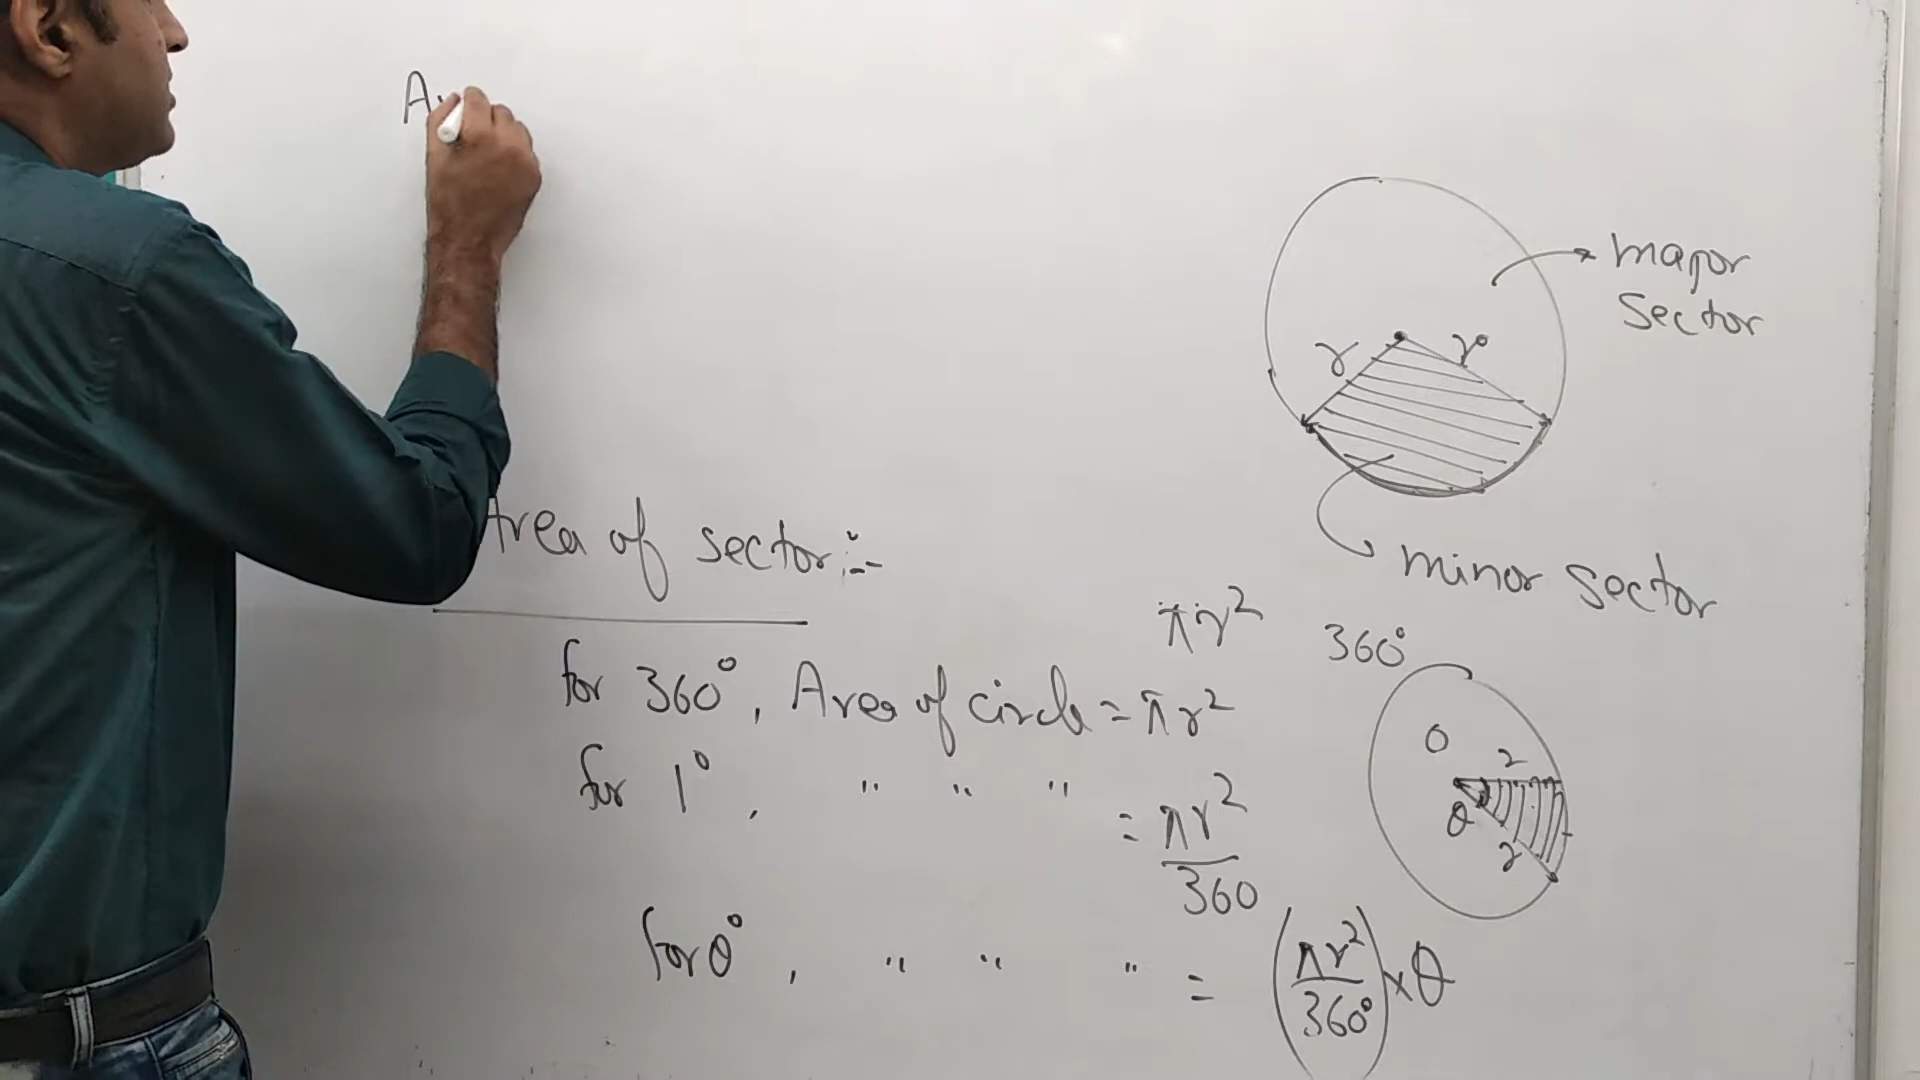 A
major
sector
r r
minor sector
Area of sector :-
πr² 360°
for 360°, Area of circle = πr²
O
r
for 1°, " " " = πr²/360
θ
r
for θ°, " " " = (πr²/360°) × θ